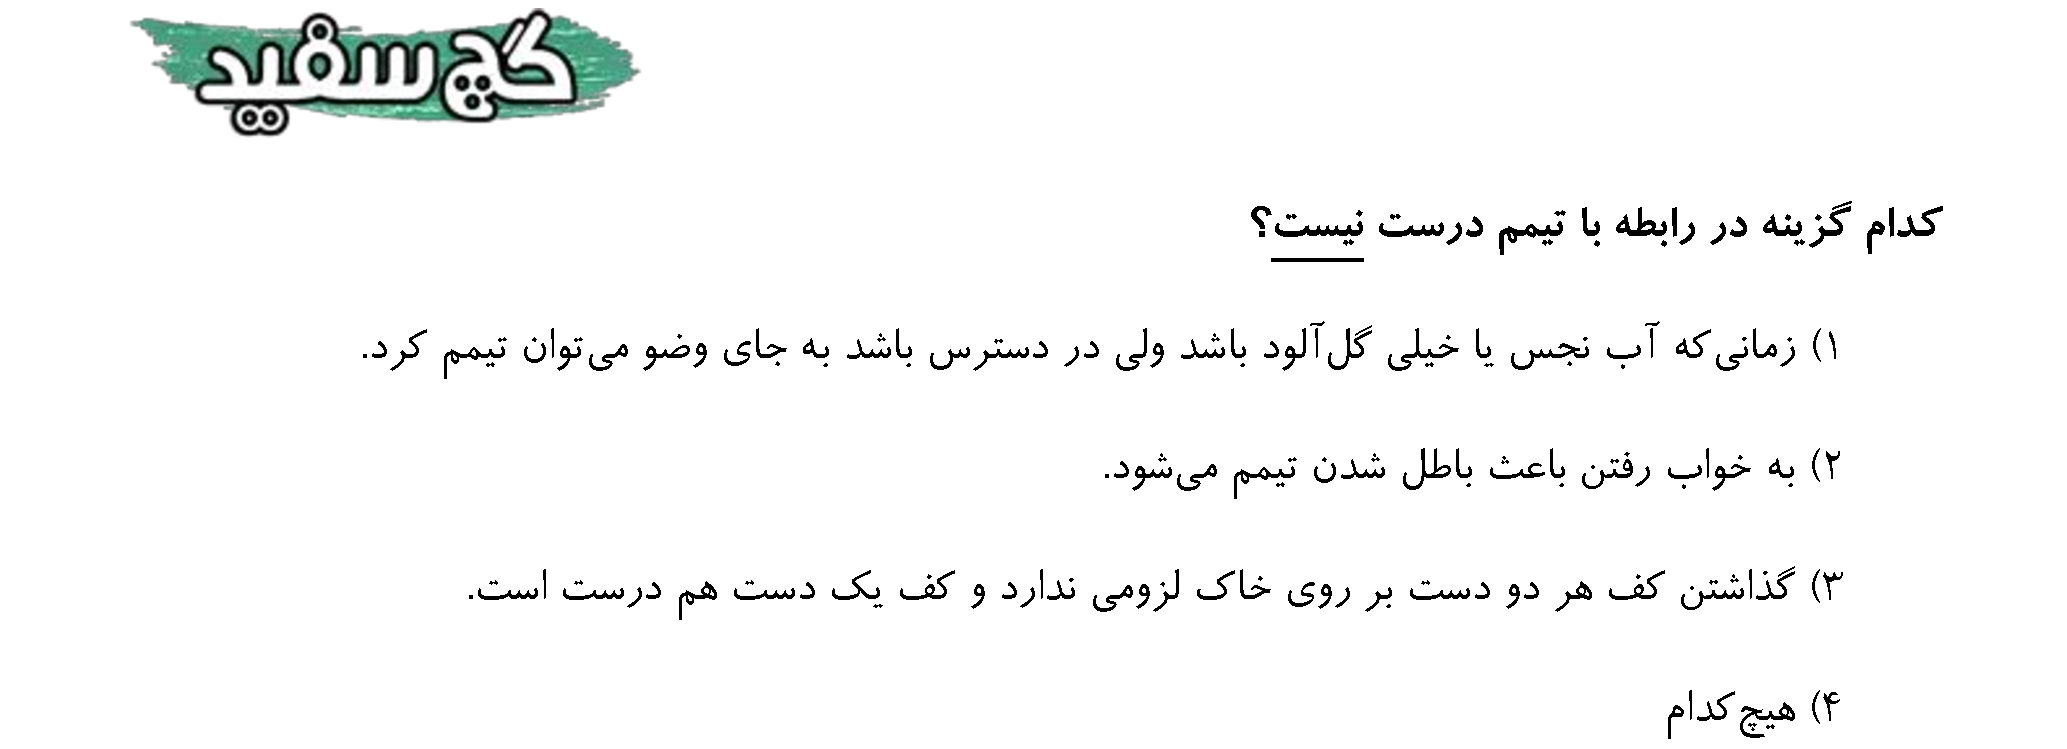 گچ سفید
کدام گزینه در رابطه با تیمم درست نیست؟
۱) زمانی‌که آب نجس یا خیلی گل‌آلود باشد ولی در دسترس باشد به جای وضو می‌توان تیمم کرد.
۲) به خواب رفتن باعث باطل شدن تیمم می‌شود.
۳) گذاشتن کف هر دو دست بر روی خاک لزومی ندارد و کف یک دست هم درست است.
۴) هیچ‌کدام